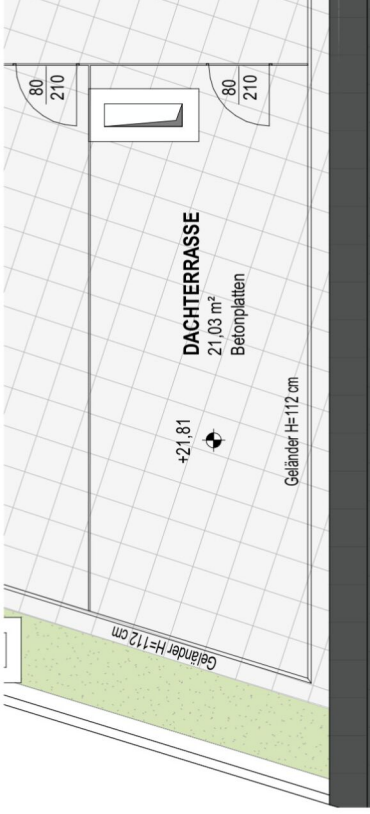 80
210
80
210
DACHTERRASSE
21,03 m²
Betonplatten
+21,81
Geländer H=112 cm
Geländer H=112 cm